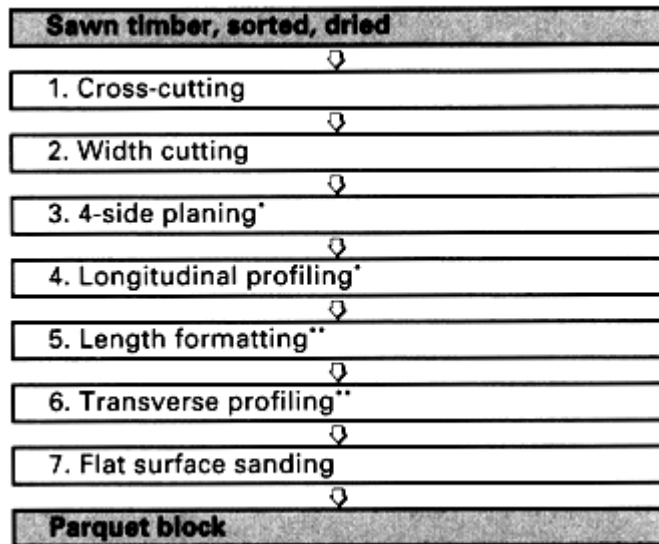 Sawn timber, sorted, dried
1. Cross-cutting
2. Width cutting
3. 4-side planing*
4. Longitudinal profiling*
5. Length formatting**
6. Transverse profiling**
7. Flat surface sanding
Parquet block